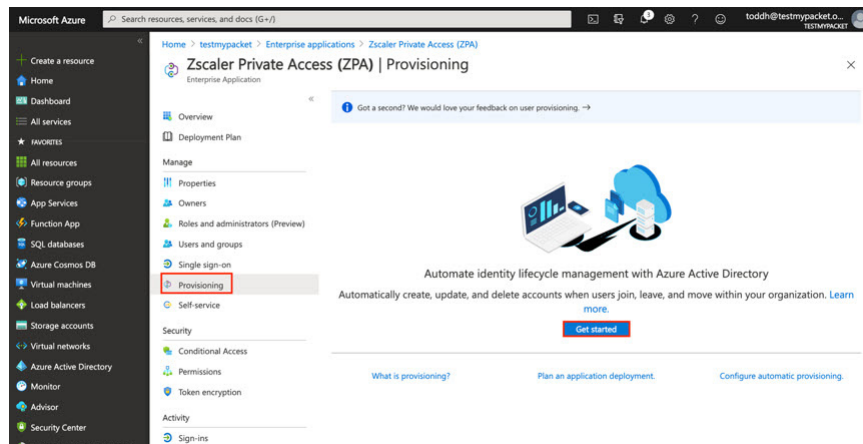 Microsoft Azure
Search resources, services, and docs (G+/)
3
toddh@testmypacket.o...
TESTMYPACKET
Create a resource
Home
Dashboard
All services
FAVORITES
All resources
Resource groups
App Services
Function App
SQL databases
Azure Cosmos DB
Virtual machines
Load balancers
Storage accounts
Virtual networks
Azure Active Directory
Monitor
Advisor
Security Center
Home > testmypacket > Enterprise applications > Zscaler Private Access (ZPA)
Zscaler Private Access (ZPA) | Provisioning
Enterprise Application
Overview
Deployment Plan
Manage
Properties
Owners
Roles and administrators (Preview)
Users and groups
Single sign-on
Provisioning
Self-service
Security
Conditional Access
Permissions
Token encryption
Activity
Sign-ins
Got a second? We would love your feedback on user provisioning. →
Automate identity lifecycle management with Azure Active Directory
Automatically create, update, and delete accounts when users join, leave, and move within your organization. Learn
more.
Get started
What is provisioning?
Plan an application deployment.
Configure automatic provisioning.